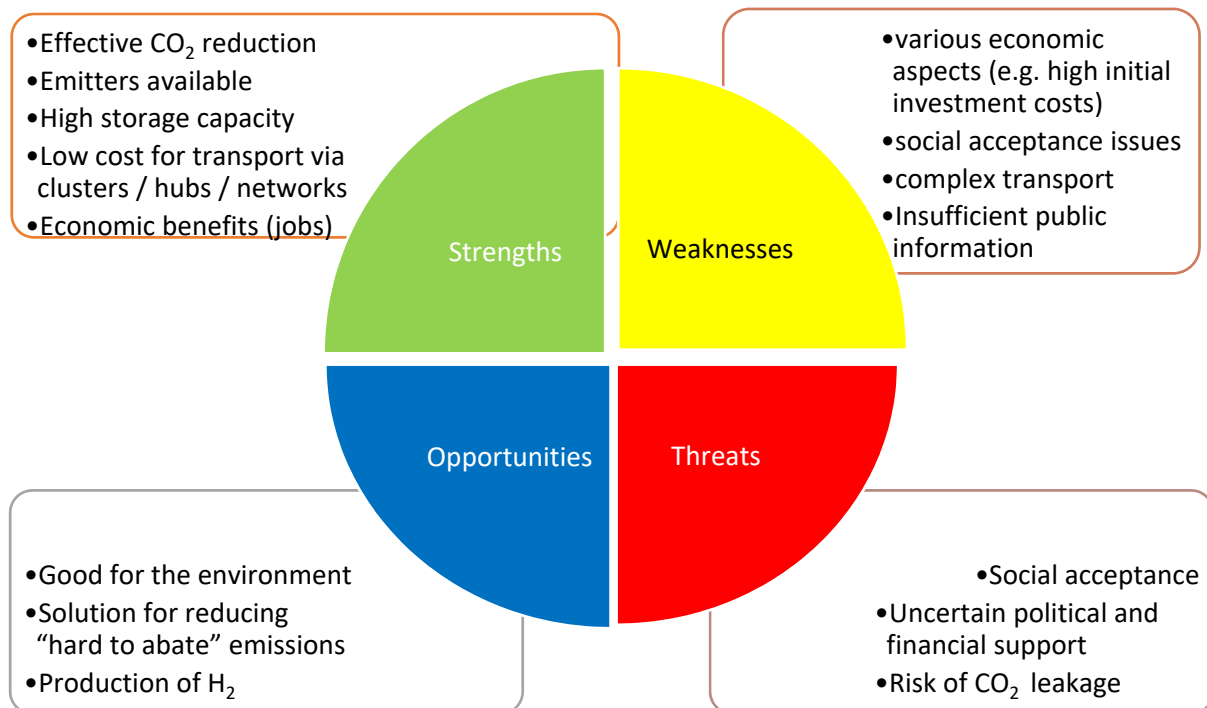 •Effective CO₂ reduction
•Emitters available
•High storage capacity
•Low cost for transport via
clusters / hubs / networks
•Economic benefits (jobs)
•various economic
aspects (e.g. high initial
investment costs)
•social acceptance issues
•complex transport
•Insufficient public
information
Strengths
Weaknesses
Opportunities
Threats
•Good for the environment
•Solution for reducing
“hard to abate” emissions
•Production of H₂
•Social acceptance
•Uncertain political and
financial support
•Risk of CO₂ leakage